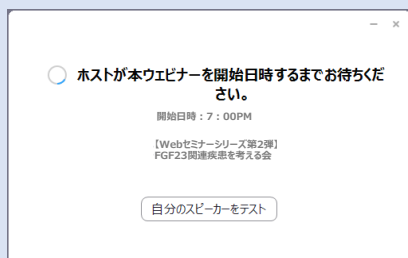 ホストが本ウェビナーを開始日時するまでお待ちくだ
さい。
開始日時：7：00PM
【Webセミナーシリーズ第2弾】
FGF23関連疾患を考える会
自分のスピーカーをテスト